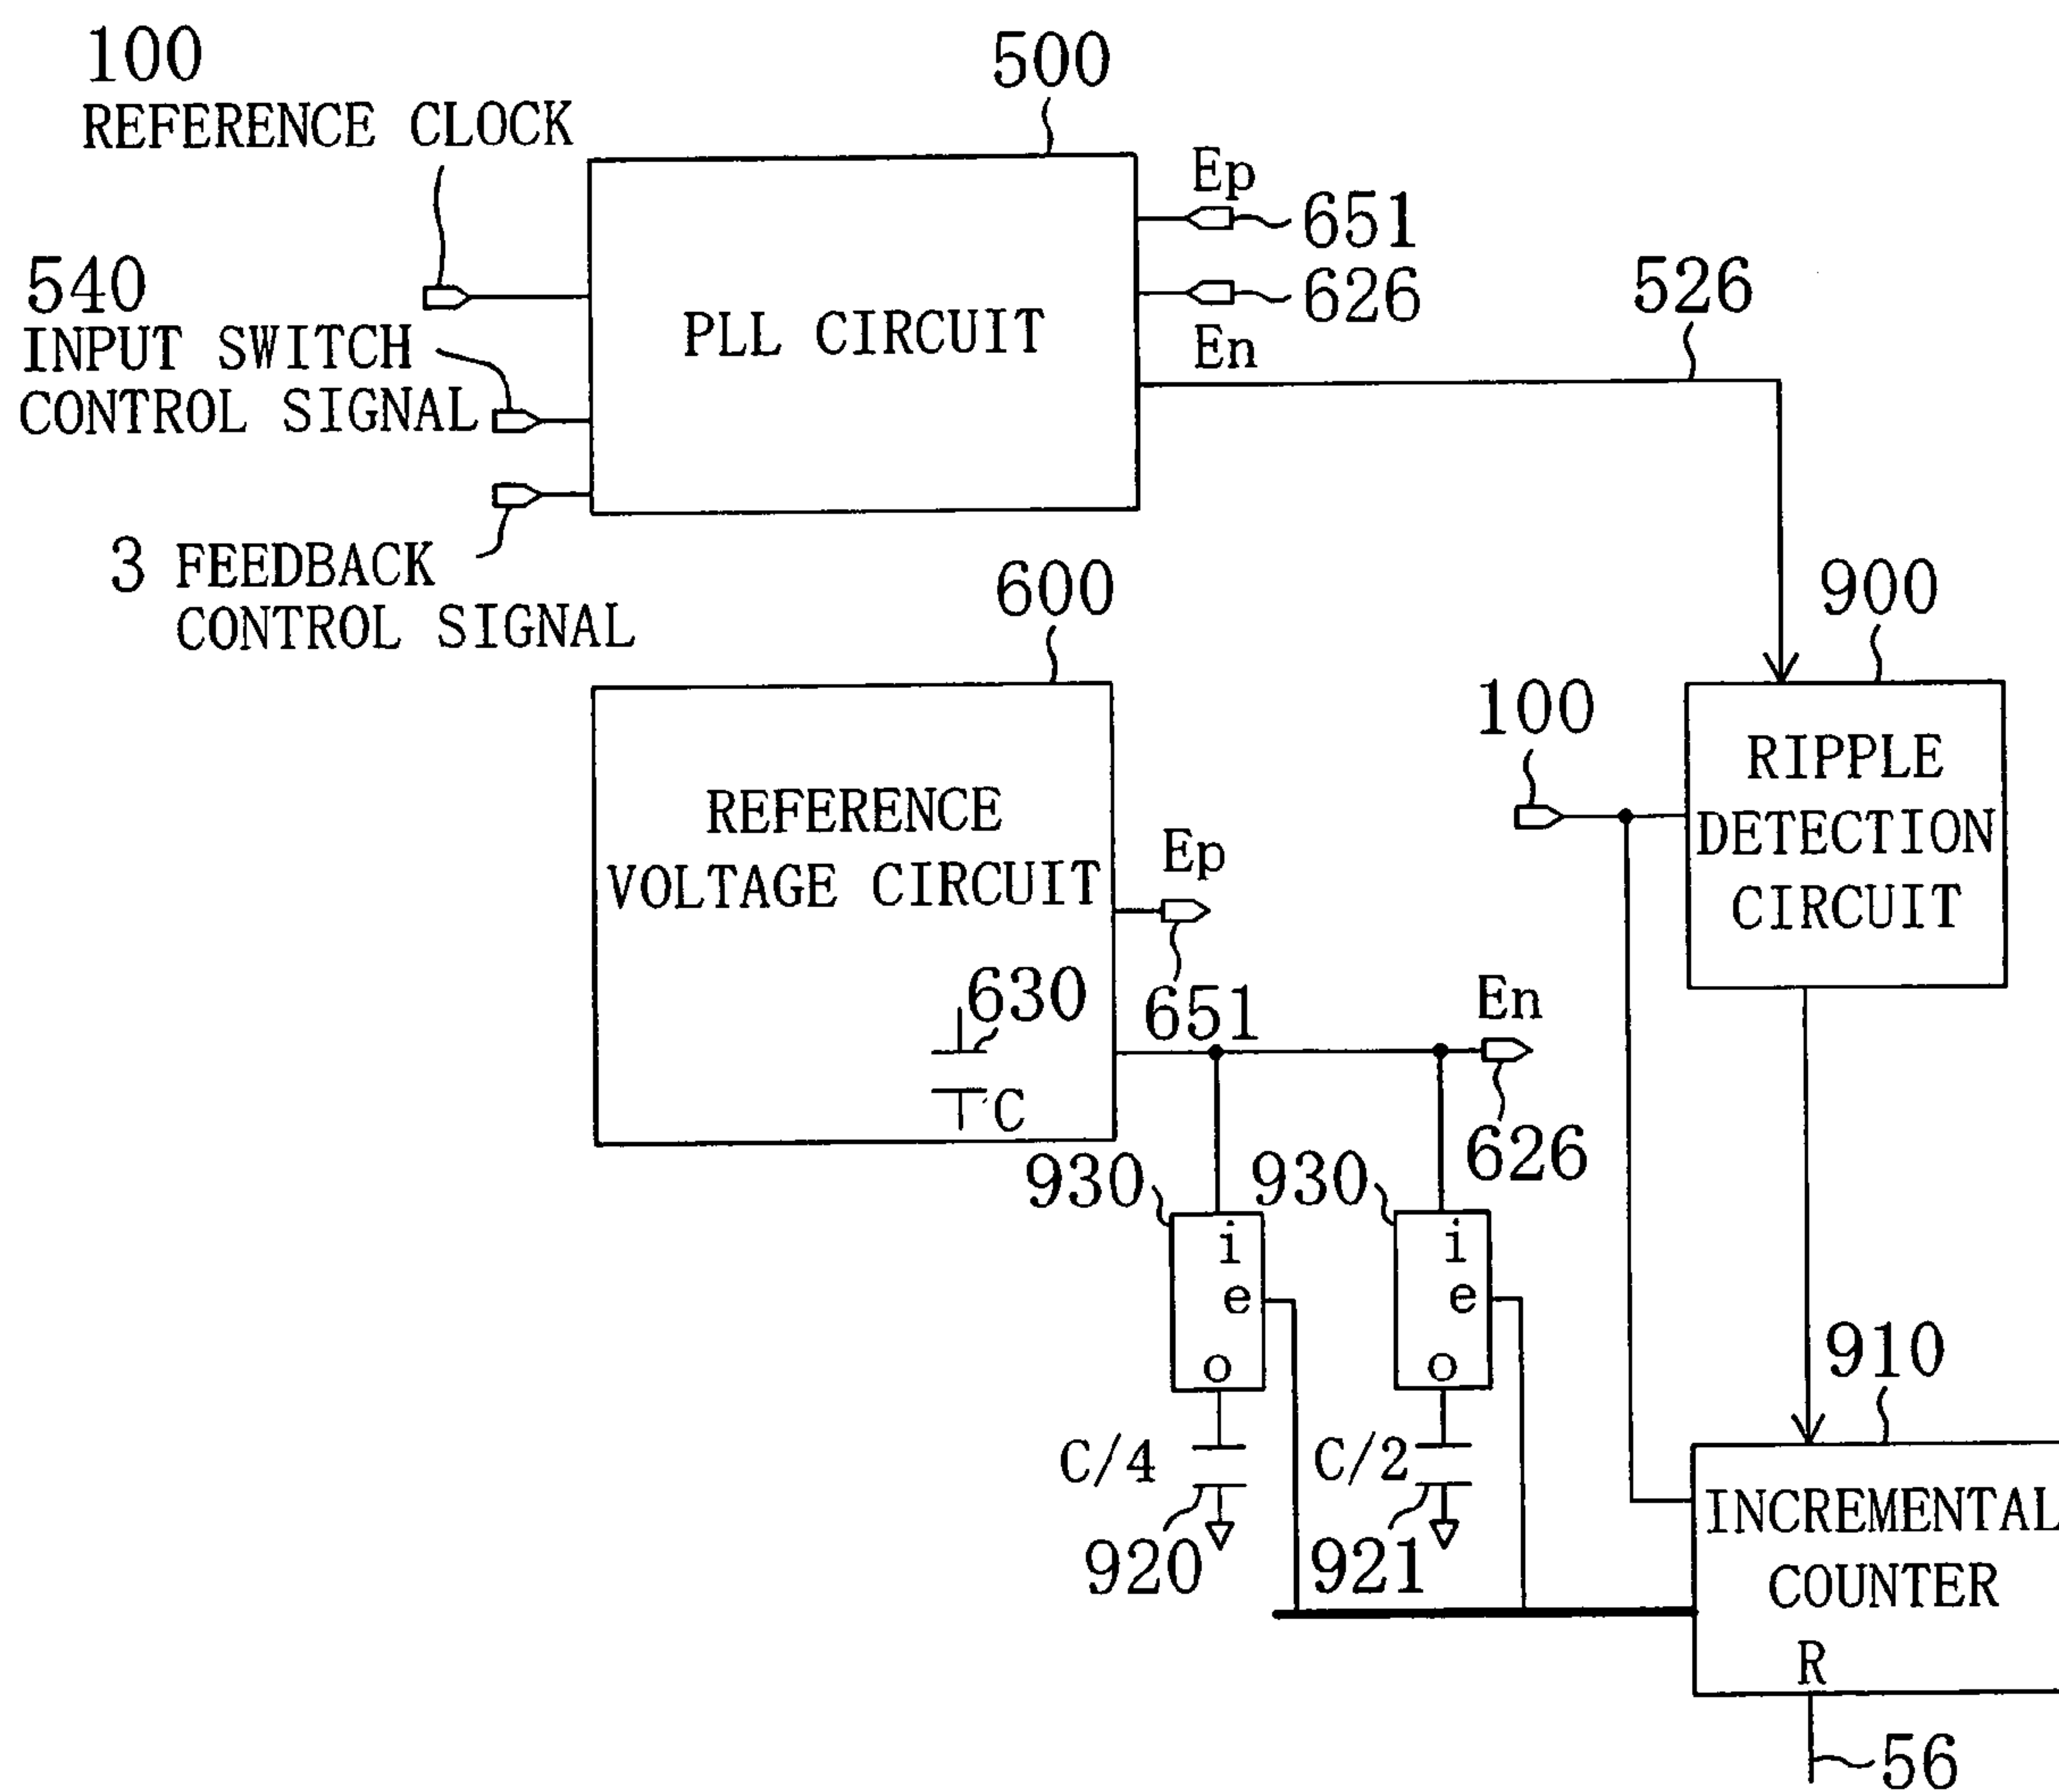 100
REFERENCE CLOCK
500
Ep
651
540
INPUT SWITCH
CONTROL SIGNAL
PLL CIRCUIT
626
En
526
3 FEEDBACK
CONTROL SIGNAL
600
900
100
REFERENCE
VOLTAGE CIRCUIT
RIPPLE
DETECTION
CIRCUIT
Ep
651
630
C
En
626
930
930
i
e
o
i
e
o
910
C/4
920
C/2
921
INCREMENTAL
COUNTER
R
56